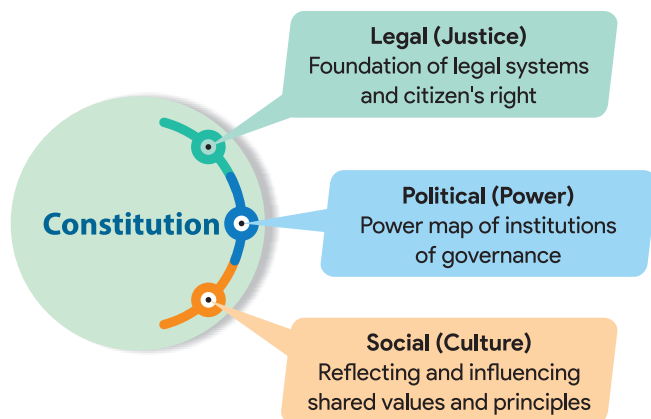 Constitution
Legal (Justice)
Foundation of legal systems
and citizen's right
Political (Power)
Power map of institutions
of governance
Social (Culture)
Reflecting and influencing
shared values and principles